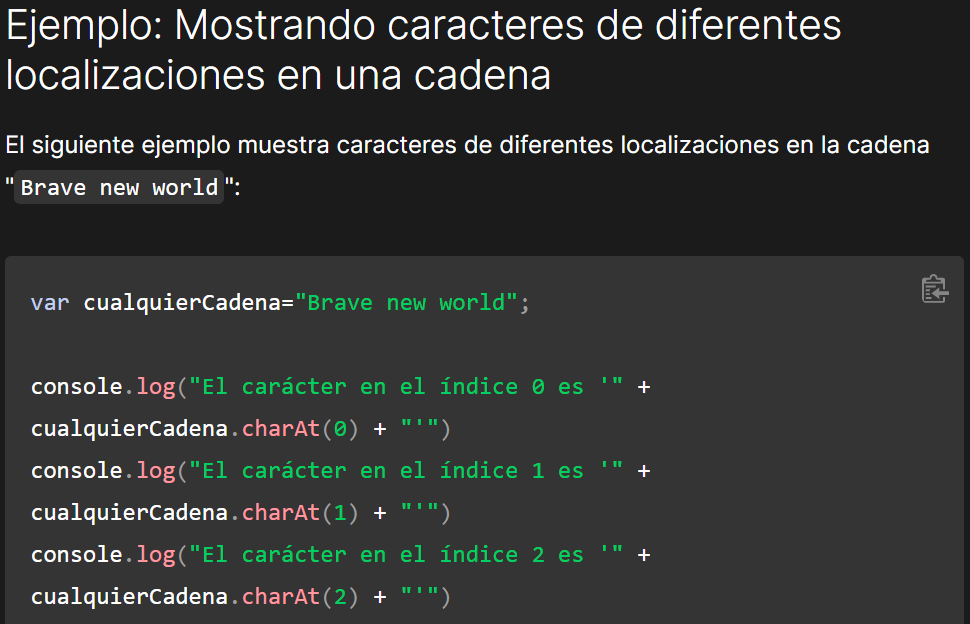 Ejemplo: Mostrando caracteres de diferentes
localizaciones en una cadena
El siguiente ejemplo muestra caracteres de diferentes localizaciones en la cadena
"Brave new world":
var cualquierCadena="Brave new world";
console.log("El carácter en el índice 0 es '" +
cualquierCadena.charAt(0) + "'")
console.log("El carácter en el índice 1 es '" +
cualquierCadena.charAt(1) + "'")
console.log("El carácter en el índice 2 es '" +
cualquierCadena.charAt(2) + "'")